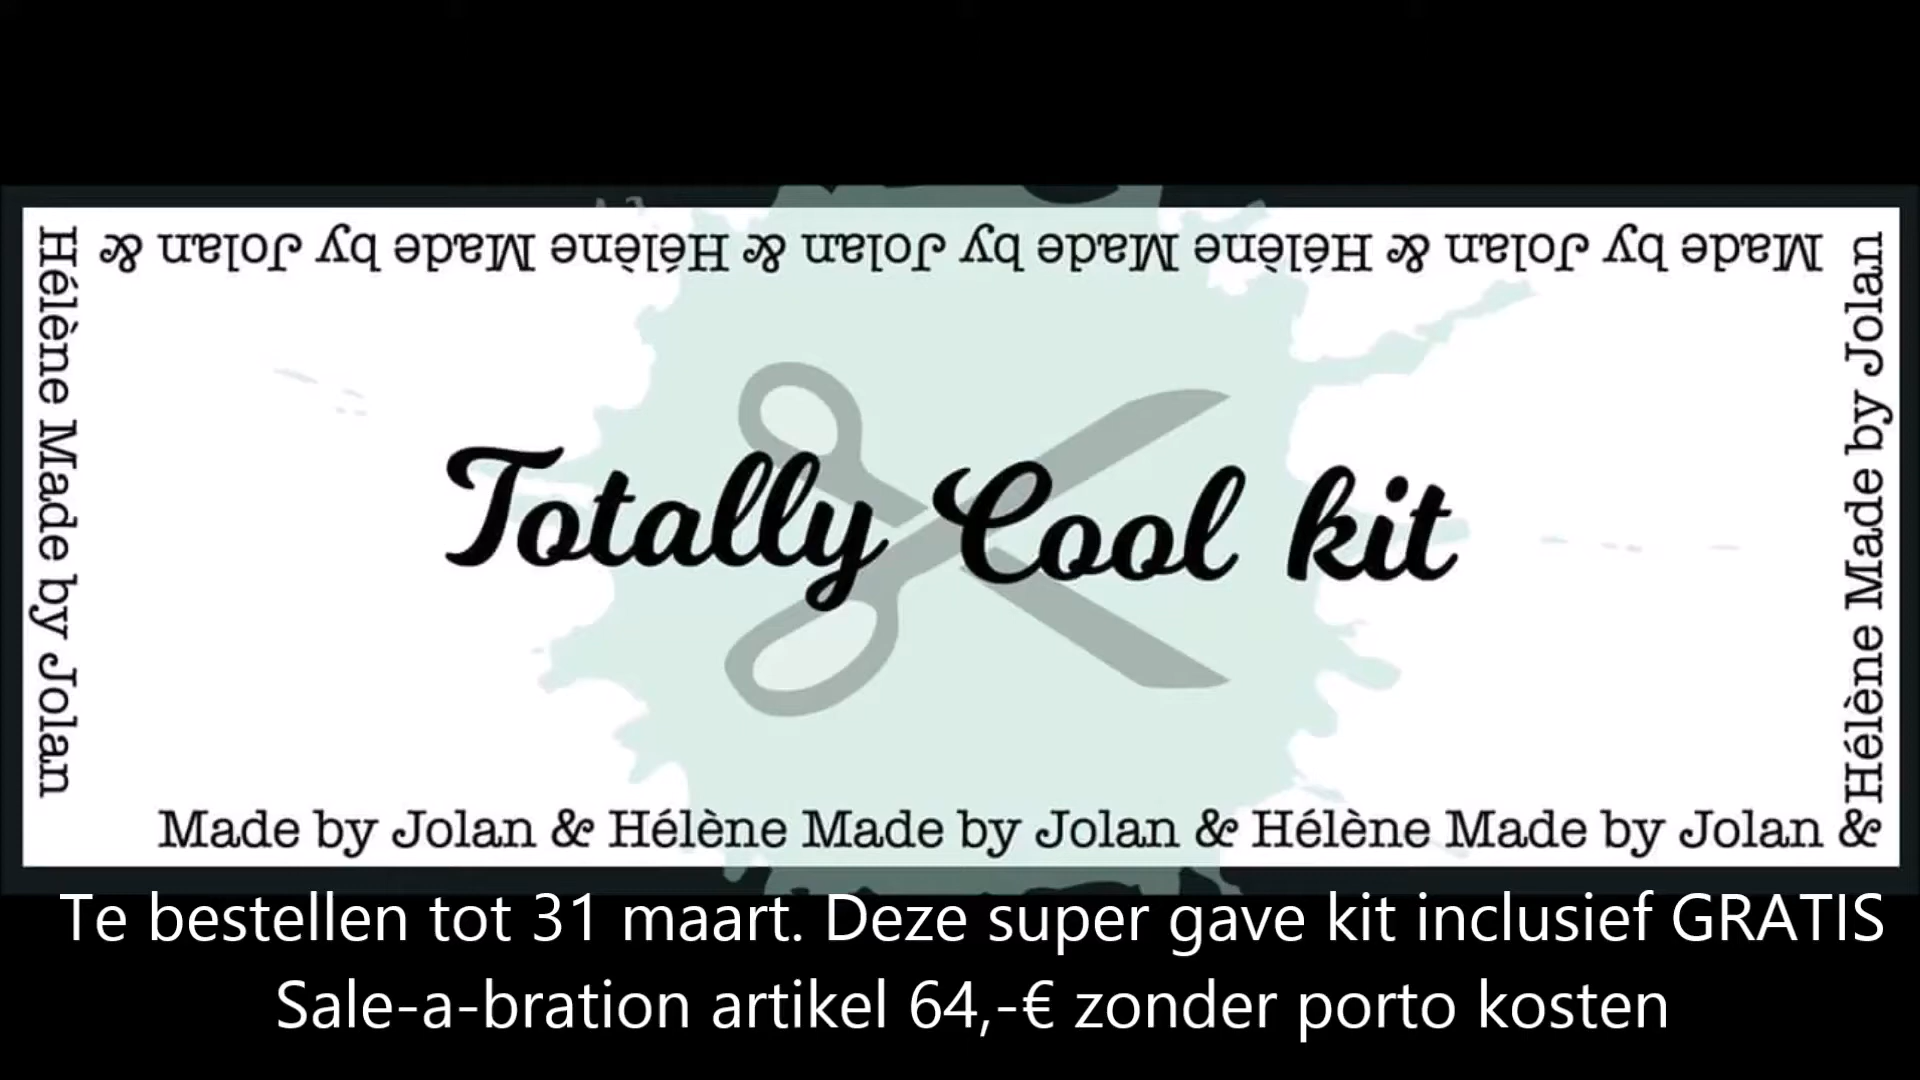 Made by Jolan & Hélène Made by Jolan & Hélène Made by Jolan &
Hélène Made by Jolan
Hélène Made by Jolan
Totally Cool kit
Made by Jolan & Hélène Made by Jolan & Hélène Made by Jolan &
Te bestellen tot 31 maart. Deze super gave kit inclusief GRATIS
Sale-a-bration artikel 64,-€ zonder porto kosten